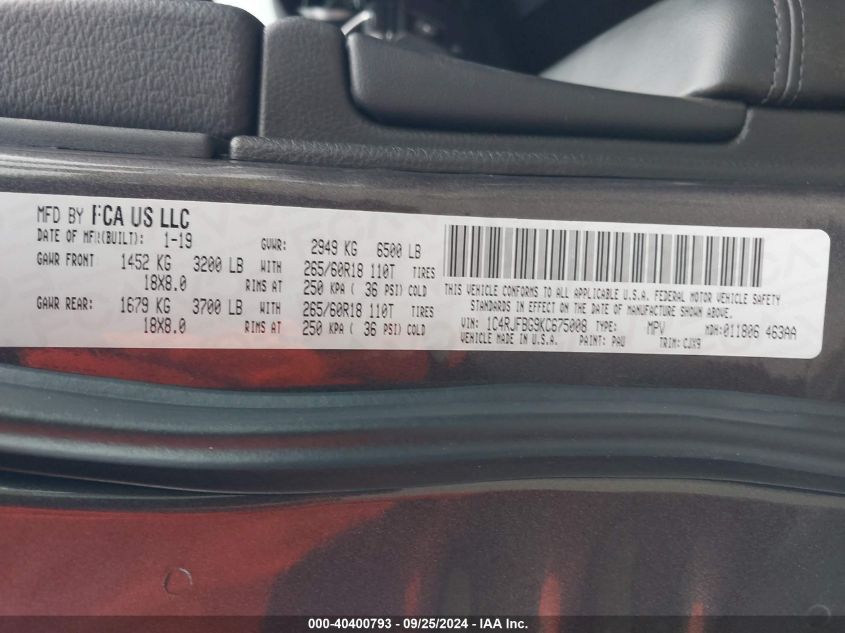 MFD BY FCA US LLC
DATE OF MFR(BUILT): 1-19 GVWR: 2949 KG 6500 LB
GAWR FRONT: 1452 KG 3200 LB WITH 265/60R18 110T TIRES
18X8.0 RIMS AT 250 KPA ( 36 PSI) COLD
GAWR REAR: 1679 KG 3700 LB WITH 265/60R18 110T TIRES
18X8.0 RIMS AT 250 KPA ( 36 PSI) COLD
THIS VEHICLE CONFORMS TO ALL APPLICABLE U.S.A. FEDERAL MOTOR VEHICLE SAFETY
STANDARDS IN EFFECT ON THE DATE OF MANUFACTURE SHOWN ABOVE.
VIN: 1C4RJFBG9KC675008 TYPE: MPV MDH: 011806 463AA
VEHICLE MADE IN U.S.A. PAINT: PAU TRIM: CJX9
000-40400793 - 09/25/2024 - IAA Inc.